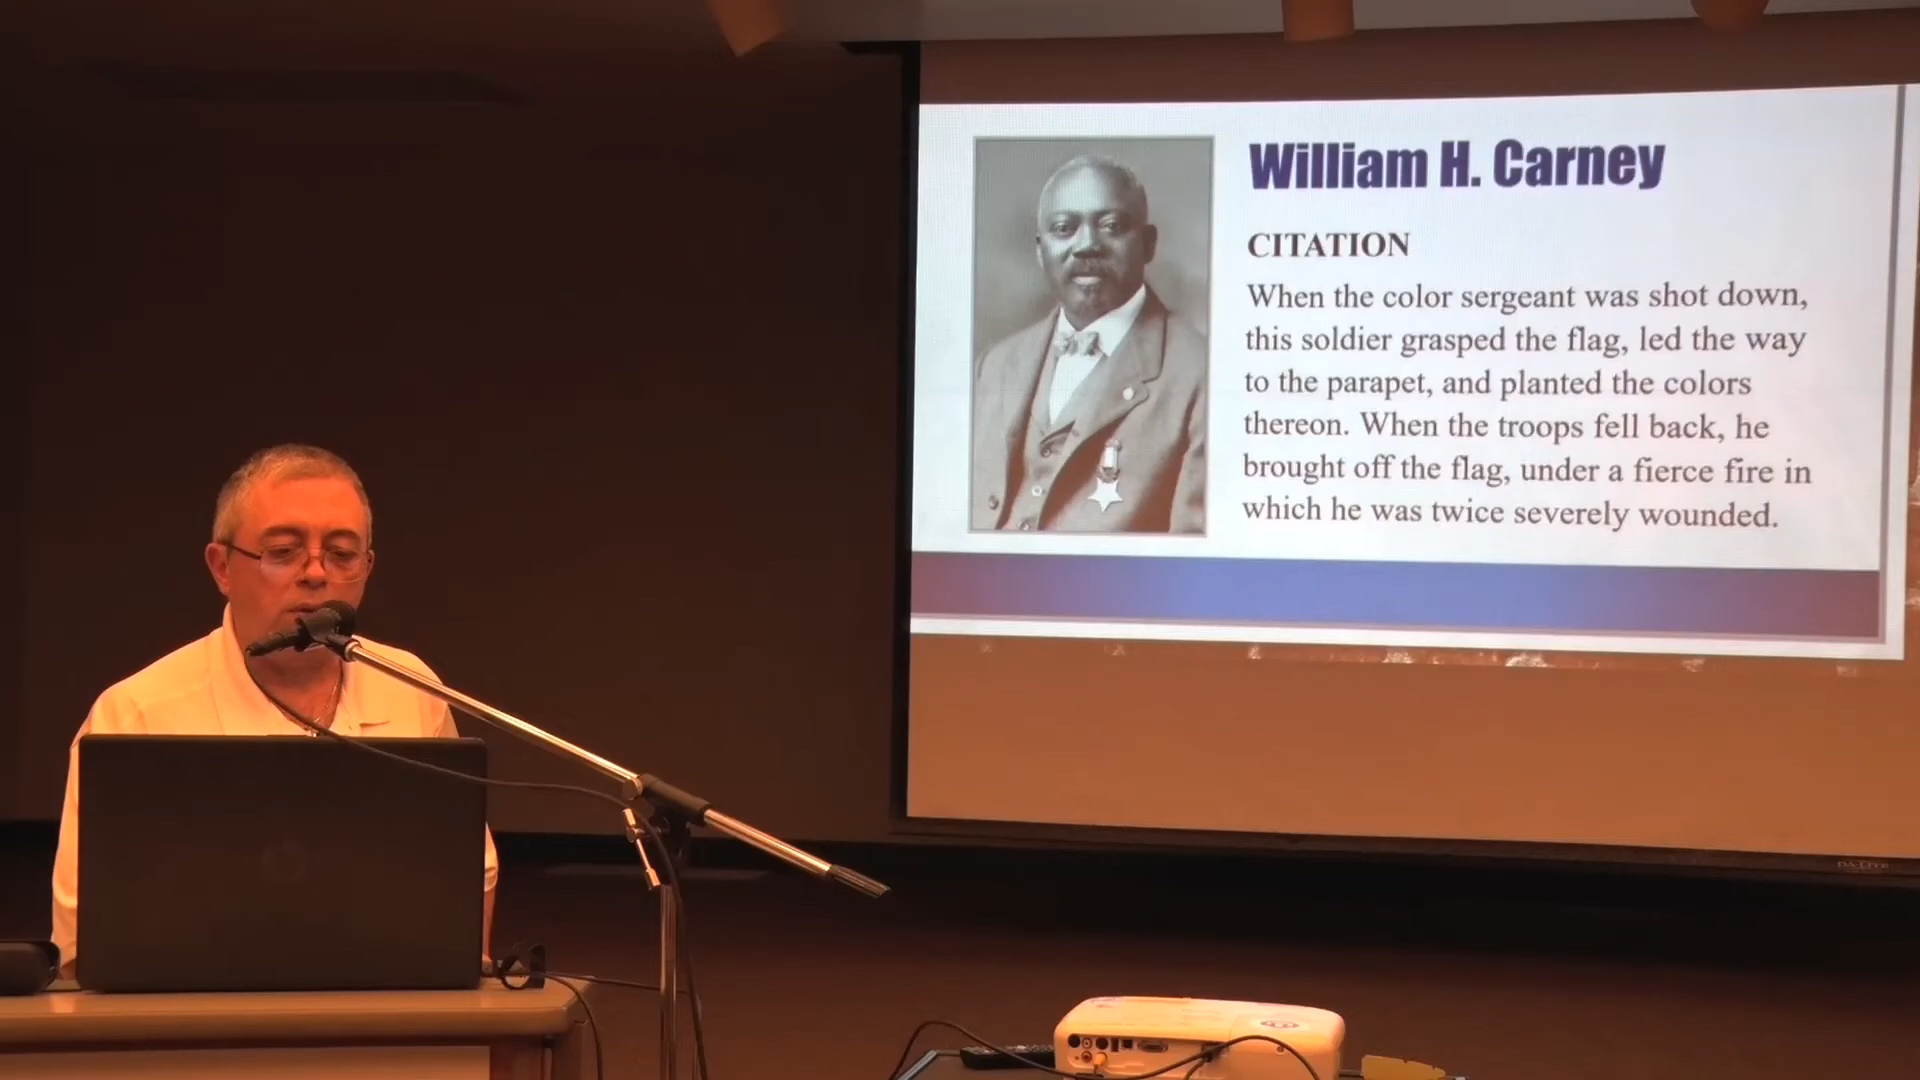 William H. Carney
CITATION
When the color sergeant was shot down,
this soldier grasped the flag, led the way
to the parapet, and planted the colors
thereon. When the troops fell back, he
brought off the flag, under a fierce fire in
which he was twice severely wounded.
DA-LITE